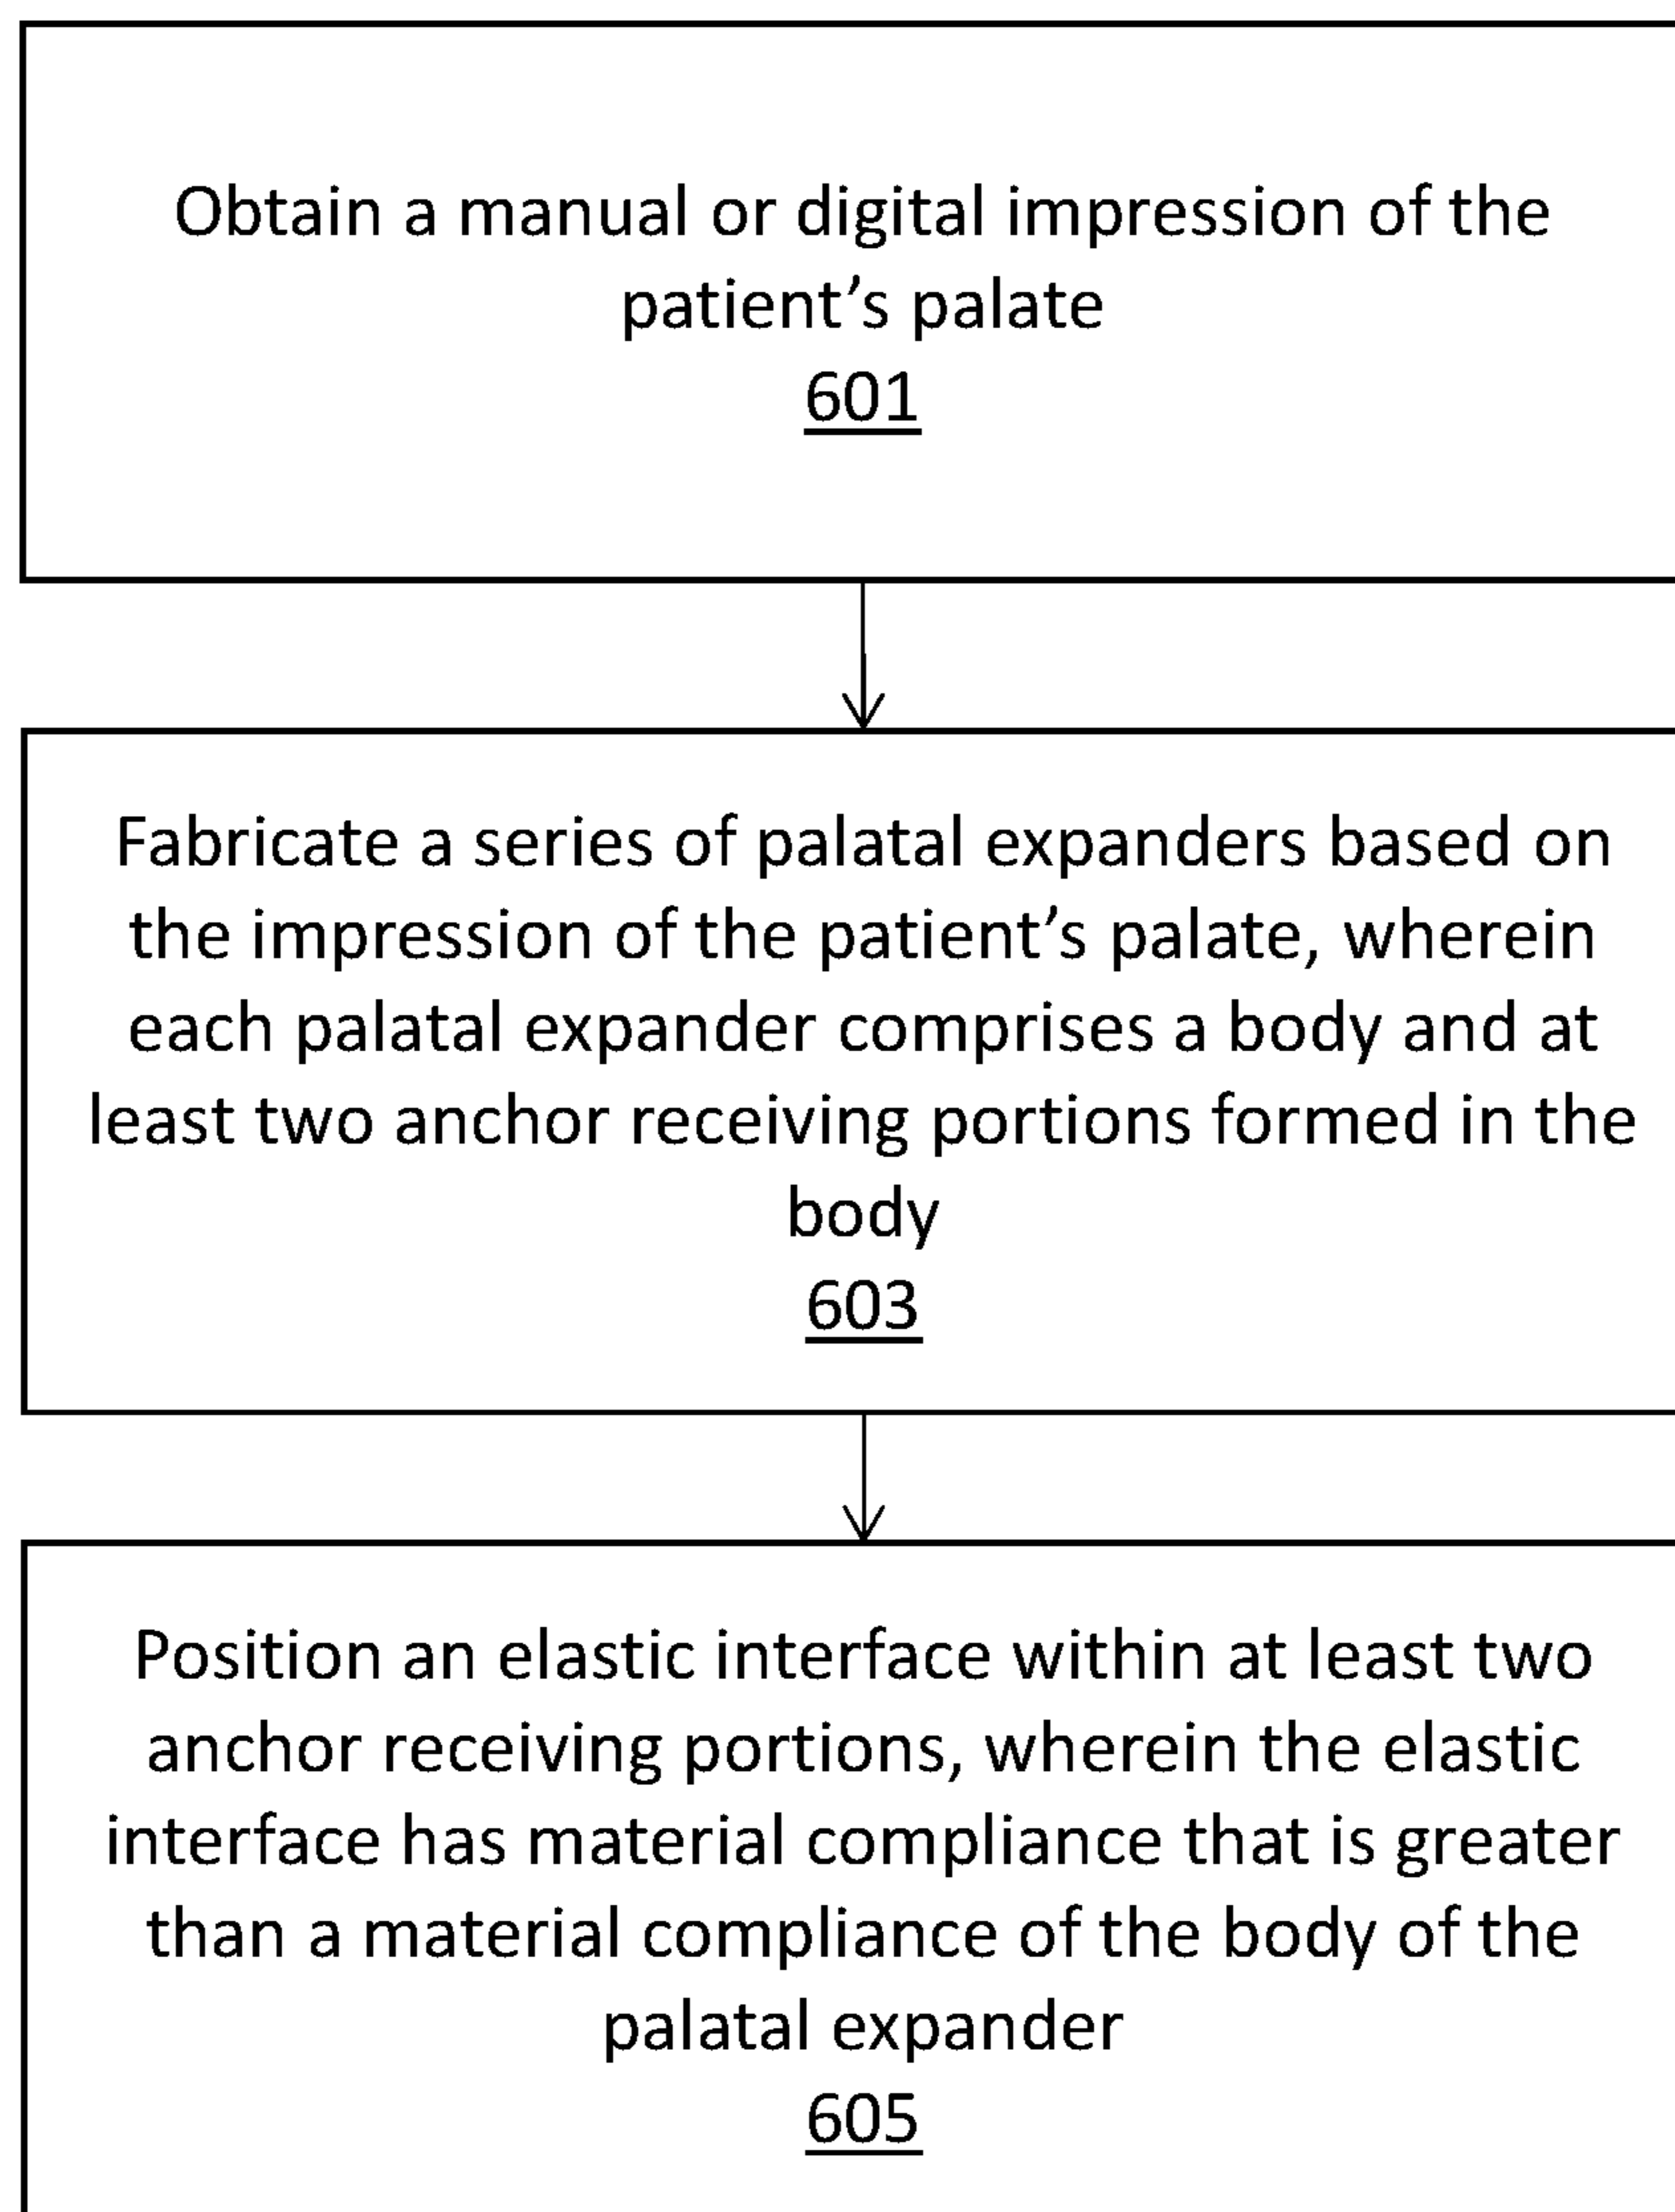 Obtain a manual or digital impression of the
patient’s palate
601
Fabricate a series of palatal expanders based on
the impression of the patient’s palate, wherein
each palatal expander comprises a body and at
least two anchor receiving portions formed in the
body
603
Position an elastic interface within at least two
anchor receiving portions, wherein the elastic
interface has material compliance that is greater
than a material compliance of the body of the
palatal expander
605